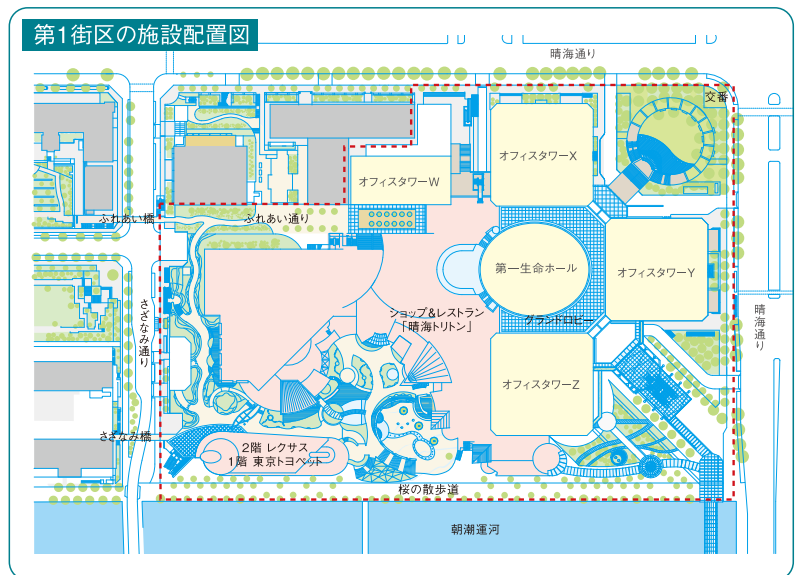 第1街区の施設配置図
晴海通り
交番
オフィスタワーX
オフィスタワーW
ふれあい橋
ふれあい通り
第一生命ホール
オフィスタワーY
さざなみ通り
ショップ&レストラン
「晴海トリトン」
グランドロビー
晴海通り
オフィスタワーZ
さざなみ橋
2階 レクサス
1階 東京トヨペット
桜の散歩道
朝潮運河